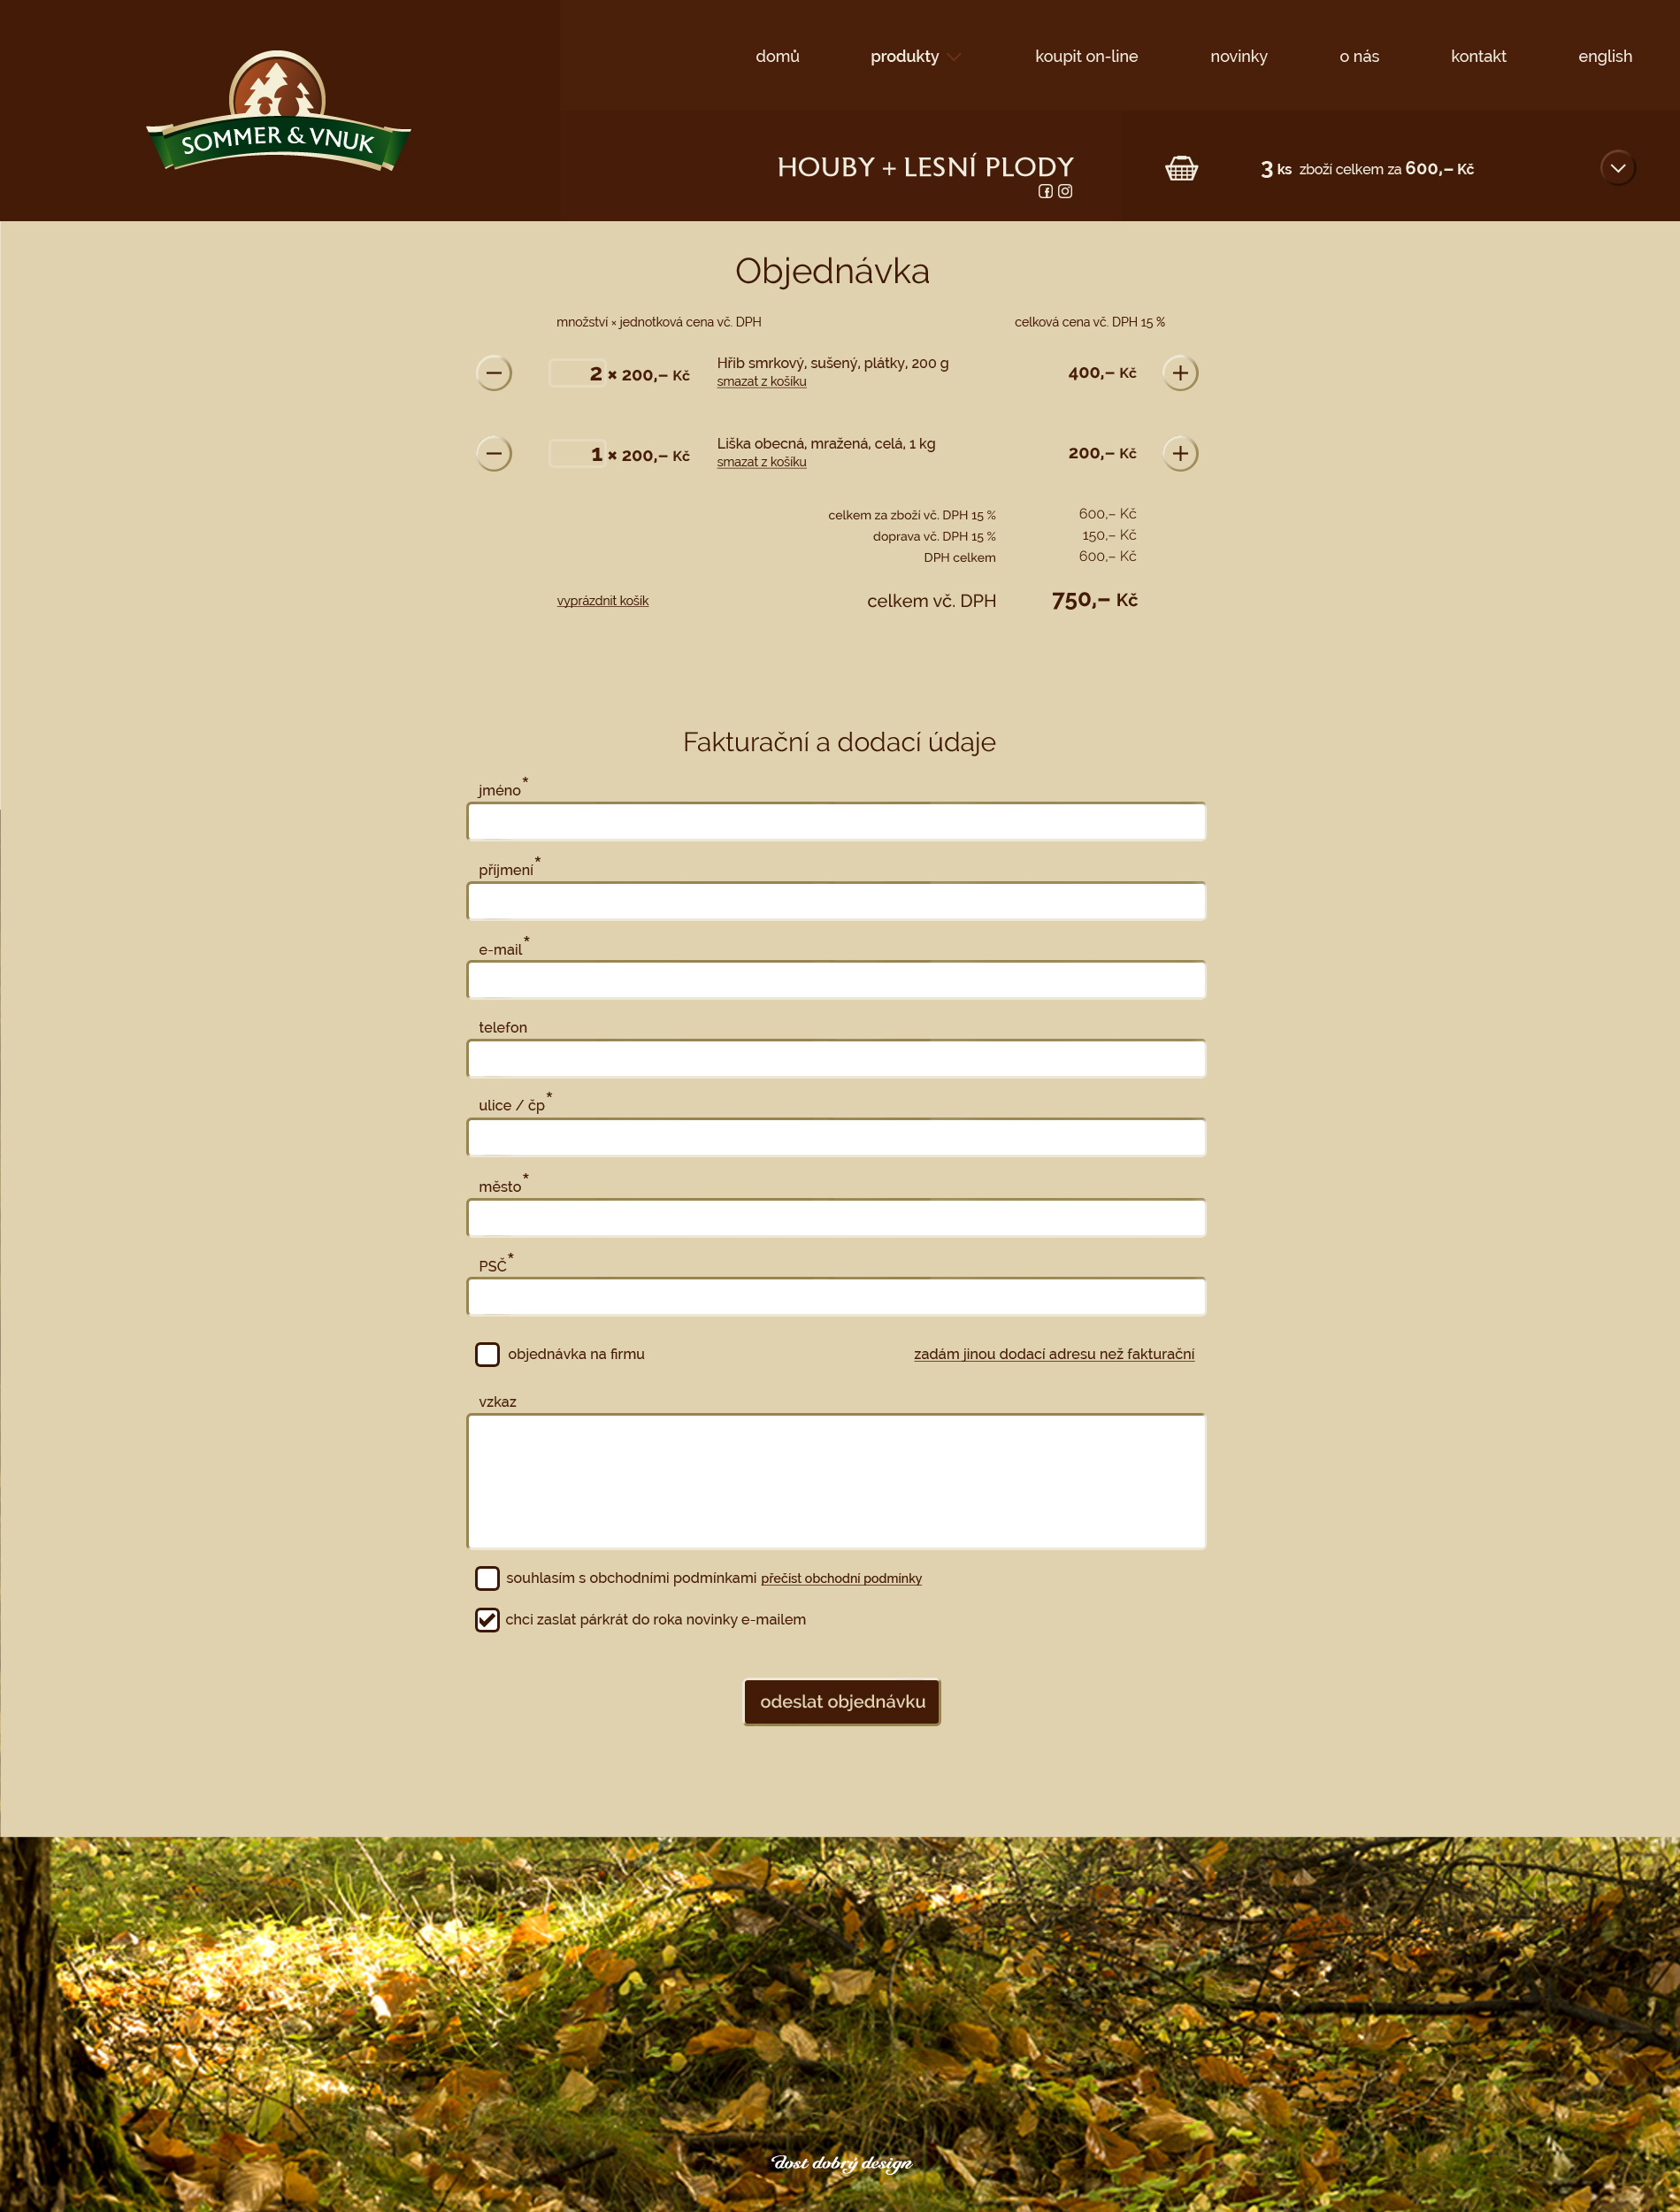 domů produkty koupit on-line novinky o nás kontakt english
SOMMER & VNUK
HOUBY + LESNÍ PLODY
3 ks zboží celkem za 600,– Kč
Objednávka
množství × jednotková cena vč. DPH celková cena vč. DPH 15 %
2 × 200,– Kč Hřib smrkový, sušený, plátky, 200 g 400,– Kč
smazat z košíku
1 × 200,– Kč Liška obecná, mražená, celá, 1 kg 200,– Kč
smazat z košíku
celkem za zboží vč. DPH 15 % 600,– Kč
doprava vč. DPH 15 % 150,– Kč
DPH celkem 600,– Kč
vyprázdnit košík celkem vč. DPH 750,– Kč
Fakturační a dodací údaje
jméno*
příjmení*
e-mail*
telefon
ulice / čp*
město*
PSČ*
objednávka na firmu zadám jinou dodací adresu než fakturační
vzkaz
souhlasím s obchodními podmínkami přečíst obchodní podmínky
chci zaslat párkrát do roka novinky e-mailem
odeslat objednávku
dost dobrý design